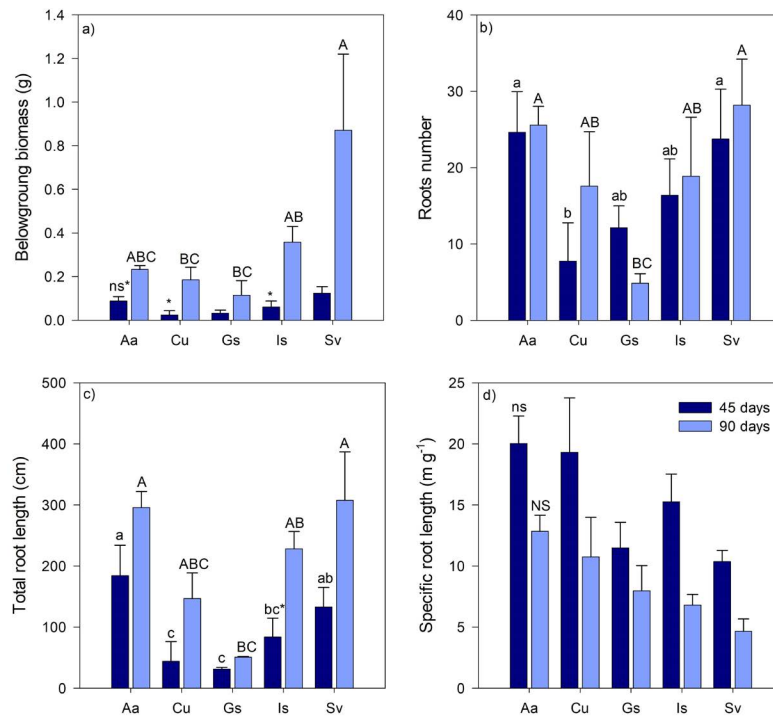 a)
Belowgroung biomass (g)
1.4
1.2
1.0
0.8
0.6
0.4
0.2
0.0
ns*
ABC
*
BC
BC
*
AB
A
Aa Cu Gs Is Sv
b)
Roots number
40
30
20
10
0
a
A
b
AB
ab
BC
ab
AB
a
A
Aa Cu Gs Is Sv
c)
Total root length (cm)
500
400
300
200
100
0
a
A
c
ABC
c
BC
bc*
AB
ab
A
Aa Cu Gs Is Sv
d)
Specific root length (m g-1)
25
20
15
10
5
0
ns
NS
45 days
90 days
Aa Cu Gs Is Sv